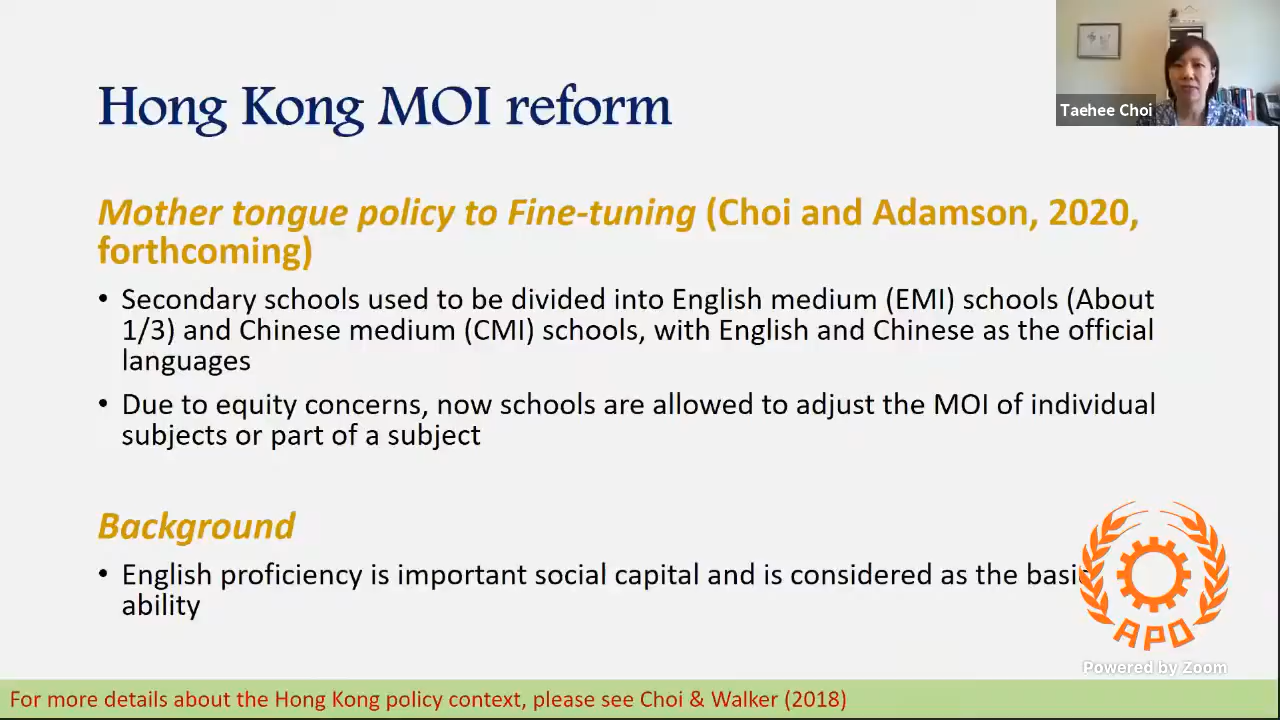 Hong Kong MOI reform
Taehee Choi
Mother tongue policy to Fine-tuning (Choi and Adamson, 2020,
forthcoming)
• Secondary schools used to be divided into English medium (EMI) schools (About
1/3) and Chinese medium (CMI) schools, with English and Chinese as the official
languages
• Due to equity concerns, now schools are allowed to adjust the MOI of individual
subjects or part of a subject
Background
• English proficiency is important social capital and is considered as the basic
ability
APO
Powered by Zoom
For more details about the Hong Kong policy context, please see Choi & Walker (2018)